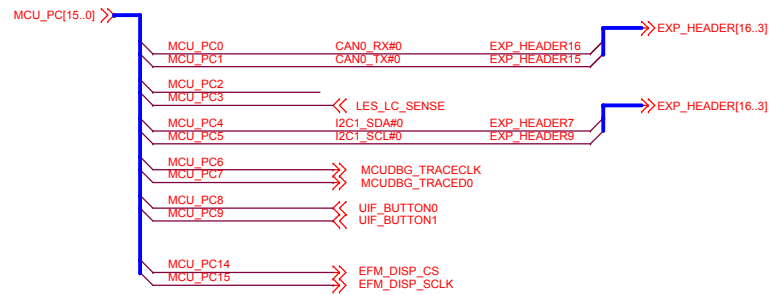 MCU_PC[15..0]
EXP_HEADER[16..3]
MCU_PC0 CAN0_RX#0 EXP_HEADER16
MCU_PC1 CAN0_TX#0 EXP_HEADER15
MCU_PC2
MCU_PC3 LES_LC_SENSE
EXP_HEADER[16..3]
MCU_PC4 I2C1_SDA#0 EXP_HEADER7
MCU_PC5 I2C1_SCL#0 EXP_HEADER9
MCU_PC6 MCUDBG_TRACECLK
MCU_PC7 MCUDBG_TRACED0
MCU_PC8 UIF_BUTTON0
MCU_PC9 UIF_BUTTON1
MCU_PC14 EFM_DISP_CS
MCU_PC15 EFM_DISP_SCLK